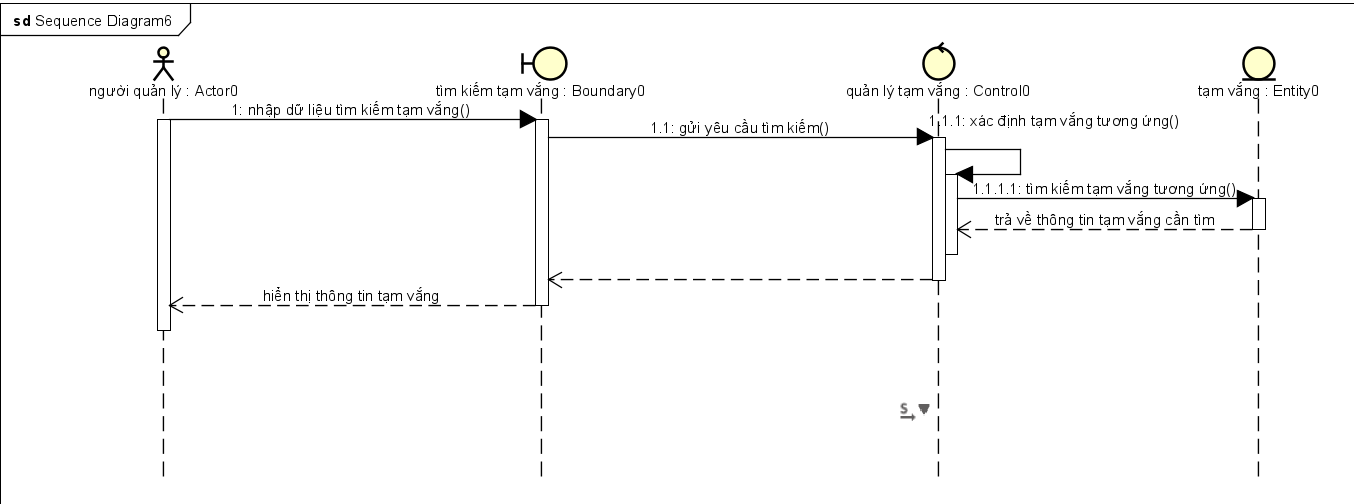 sd Sequence Diagram6
người quản lý : Actor0
tìm kiếm tạm vắng : Boundary0
quản lý tạm vắng : Control0
tạm vắng : Entity0
1: nhập dữ liệu tìm kiếm tạm vắng()
1.1: gửi yêu cầu tìm kiếm()
1.1.1: xác định tạm vắng tương ứng()
1.1.1.1: tìm kiếm tạm vắng tương ứng()
trả về thông tin tạm vắng cần tìm
hiển thị thông tin tạm vắng
S